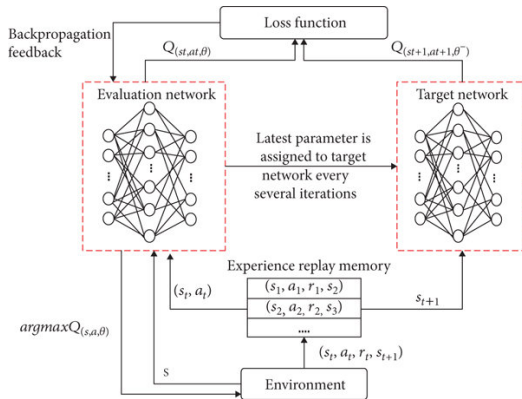 Loss function
Backpropagation
feedback
Q(st,at,θ)
Q(st+1,at+1,θ⁻)
Evaluation network
Target network
Latest parameter is
assigned to target
network every
several iterations
Experience replay memory
(s₁, a₁, r₁, s₂)
(s₂, a₂, r₂, s₃)
....
(sₜ, aₜ)
sₜ₊₁
argmaxQ(s,a,θ)
(sₜ, aₜ, rₜ, sₜ₊₁)
S
Environment